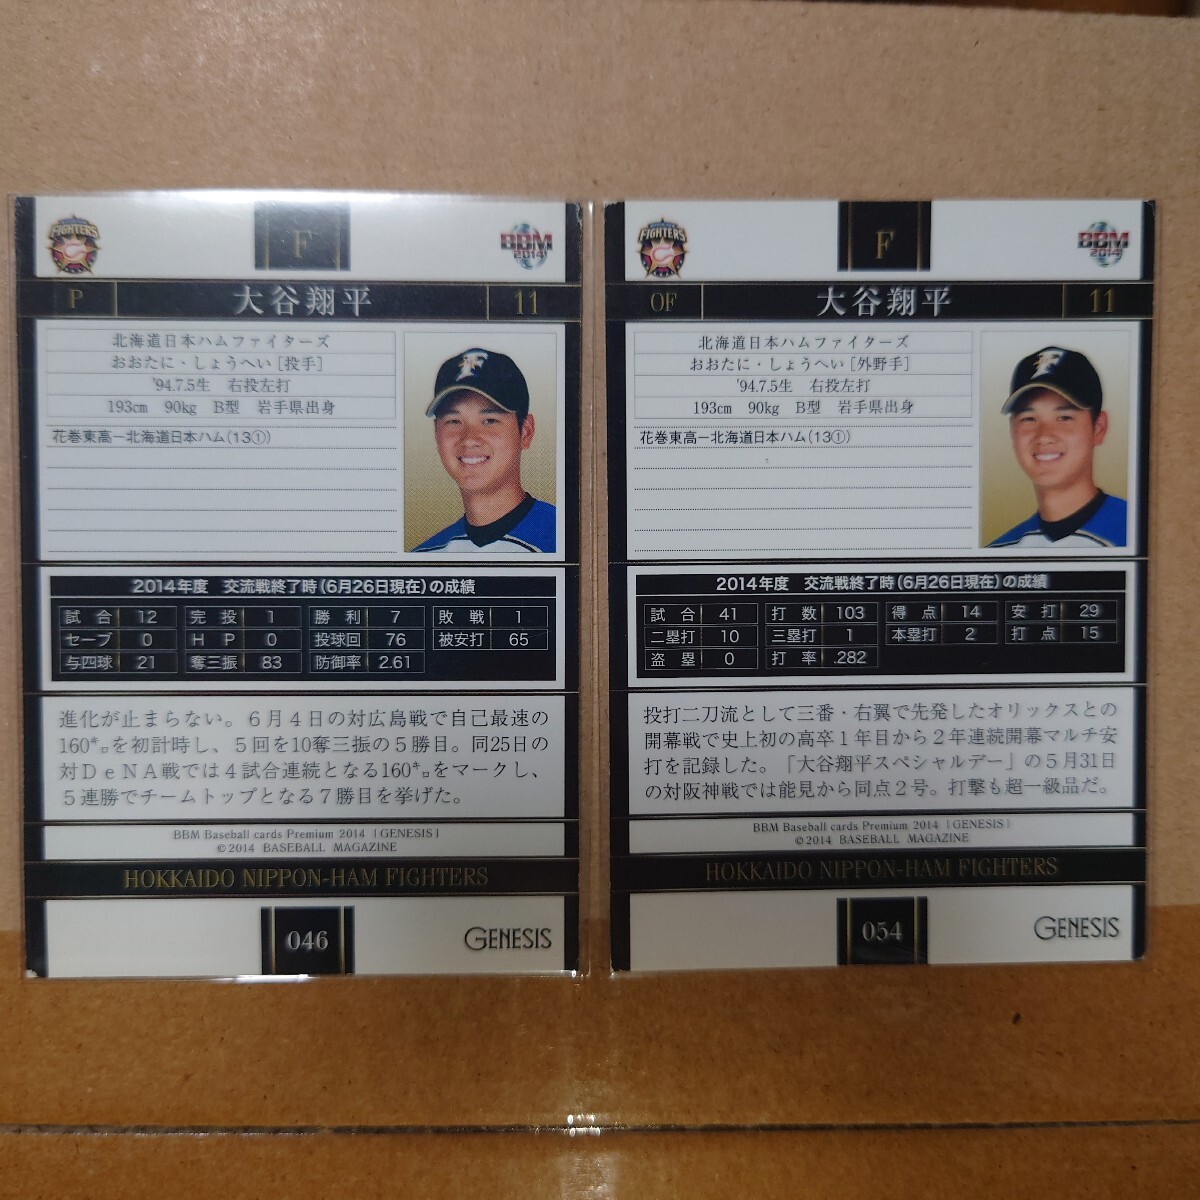 FIGHTERS
F
BBM
2014
P
大谷翔平
11
北海道日本ハムファイターズ
おおたに・しょうへい［投手］
'94.7.5生 右投左打
193cm 90kg B型 岩手県出身
花巻東高－北海道日本ハム（13①）
2014年度 交流戦終了時（6月26日現在）の成績
試合 12 完投 1 勝利 7 敗戦 1
セーブ 0 HP 0 投球回 76 被安打 65
与四球 21 奪三振 83 防御率 2.61
進化が止まらない。6月4日の対広島戦で自己最速の
160㌔を初計時し、5回を10奪三振の5勝目。同25日の
対DeNA戦では4試合連続となる160㌔をマークし、
5連勝でチームトップとなる7勝目を挙げた。
BBM Baseball cards Premium 2014 [GENESIS]
©2014 BASEBALL MAGAZINE
HOKKAIDO NIPPON-HAM FIGHTERS
046
GENESIS
FIGHTERS
F
BBM
2014
OF
大谷翔平
11
北海道日本ハムファイターズ
おおたに・しょうへい［外野手］
'94.7.5生 右投左打
193cm 90kg B型 岩手県出身
花巻東高－北海道日本ハム（13①）
2014年度 交流戦終了時（6月26日現在）の成績
試合 41 打数 103 得点 14 安打 29
二塁打 10 三塁打 1 本塁打 2 打点 15
盗塁 0 打率 .282
投打二刀流として三番・右翼で先発したオリックスとの
開幕戦で史上初の高卒1年目から2年連続開幕マルチ安
打を記録した。「大谷翔平スペシャルデー」の5月31日
の対阪神戦では能見から同点2号。打撃も超一級品だ。
BBM Baseball cards Premium 2014 [GENESIS]
©2014 BASEBALL MAGAZINE
HOKKAIDO NIPPON-HAM FIGHTERS
054
GENESIS